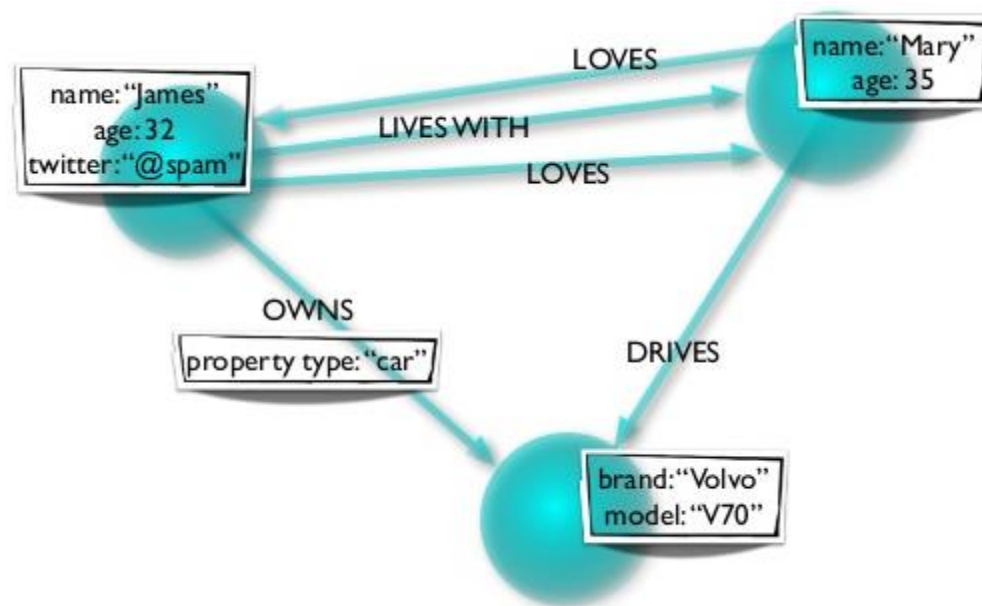 LOVES
name:“Mary”
age: 35
name:“James”
age: 32
twitter:“@spam”
LIVES WITH
LOVES
OWNS
property type:“car”
DRIVES
brand:“Volvo”
model:“V70”